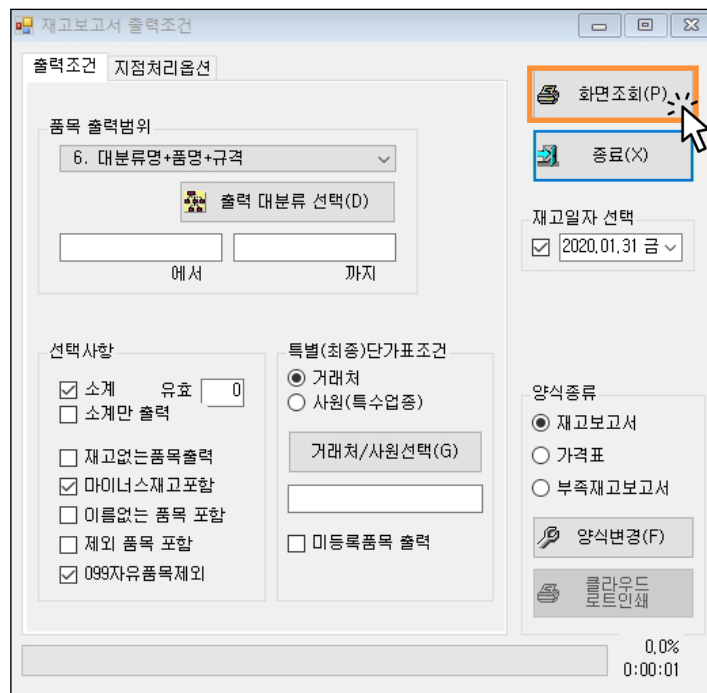 재고보고서 출력조건
출력조건 지점처리옵션
품목 출력범위
6. 대분류명+품명+규격
출력 대분류 선택(D)
에서 까지
선택사항
소계 유효 0
소계만 출력
재고없는품목출력
마이너스재고포함
이름없는 품목 포함
제외 품목 포함
099자유품목제외
특별(최종)단가표조건
거래처
사원(특수업종)
거래처/사원선택(G)
미등록품목 출력
화면조회(P)
종료(X)
재고일자 선택
2020.01.31 금
양식종류
재고보고서
가격표
부족재고보고서
양식변경(F)
클라우드
로트인쇄
0.0%
0:00:01